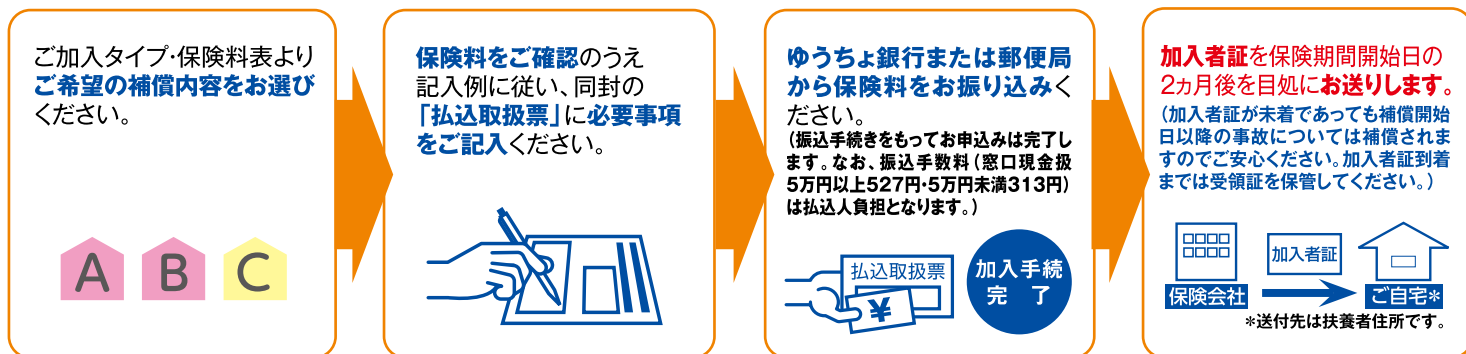 ご加入タイプ・保険料表より
ご希望の補償内容をお選び
ください。
A B C
保険料をご確認のうえ
記入例に従い、同封の
「払込取扱票」に必要事項
をご記入ください。
ゆうちょ銀行または郵便局
から保険料をお振り込みく
ださい。
(振込手続きをもってお申込みは完了し
ます。なお、振込手数料(窓口現金扱
5万円以上527円・5万円未満313円)
は払込人負担となります。)
払込取扱票
¥
加入手続
完 了
加入者証を保険期間開始日の
2ヵ月後を目処にお送りします。
(加入者証が未着であっても補償開始
日以降の事故については補償されま
すのでご安心ください。加入者証到着
までは受領証を保管してください。)
加入者証
保険会社
ご自宅*
*送付先は扶養者住所です。